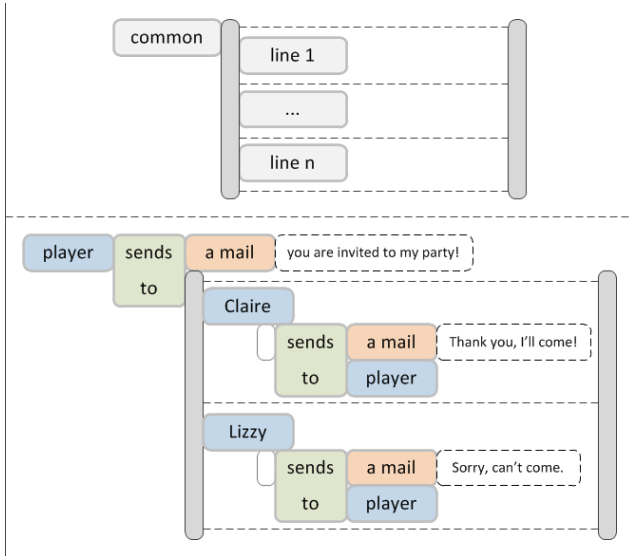 common
line 1
...
line n
player sends a mail you are invited to my party!
to
Claire
sends a mail Thank you, I'll come!
to player
Lizzy
sends a mail Sorry, can't come.
to player